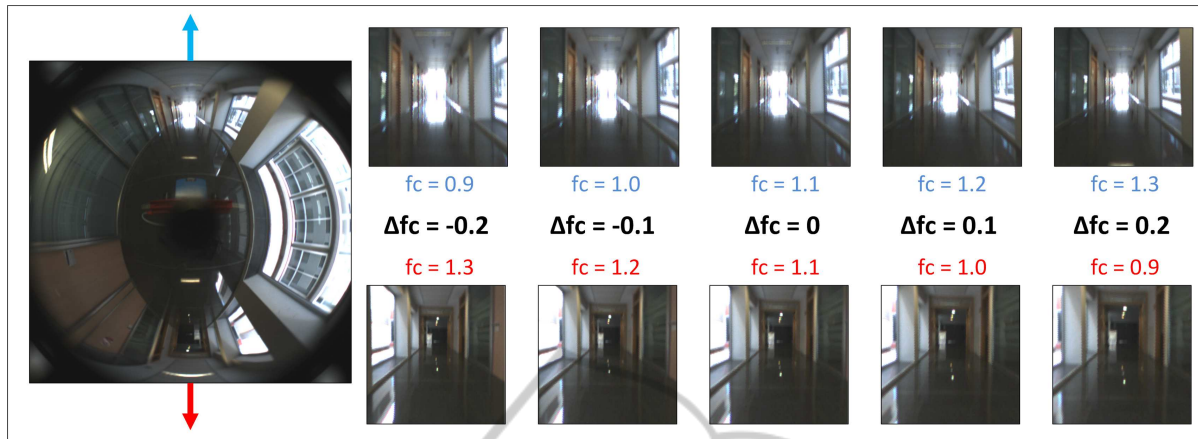 fc = 0.9 fc = 1.0 fc = 1.1 fc = 1.2 fc = 1.3
Δfc = -0.2 Δfc = -0.1 Δfc = 0 Δfc = 0.1 Δfc = 0.2
fc = 1.3 fc = 1.2 fc = 1.1 fc = 1.0 fc = 0.9